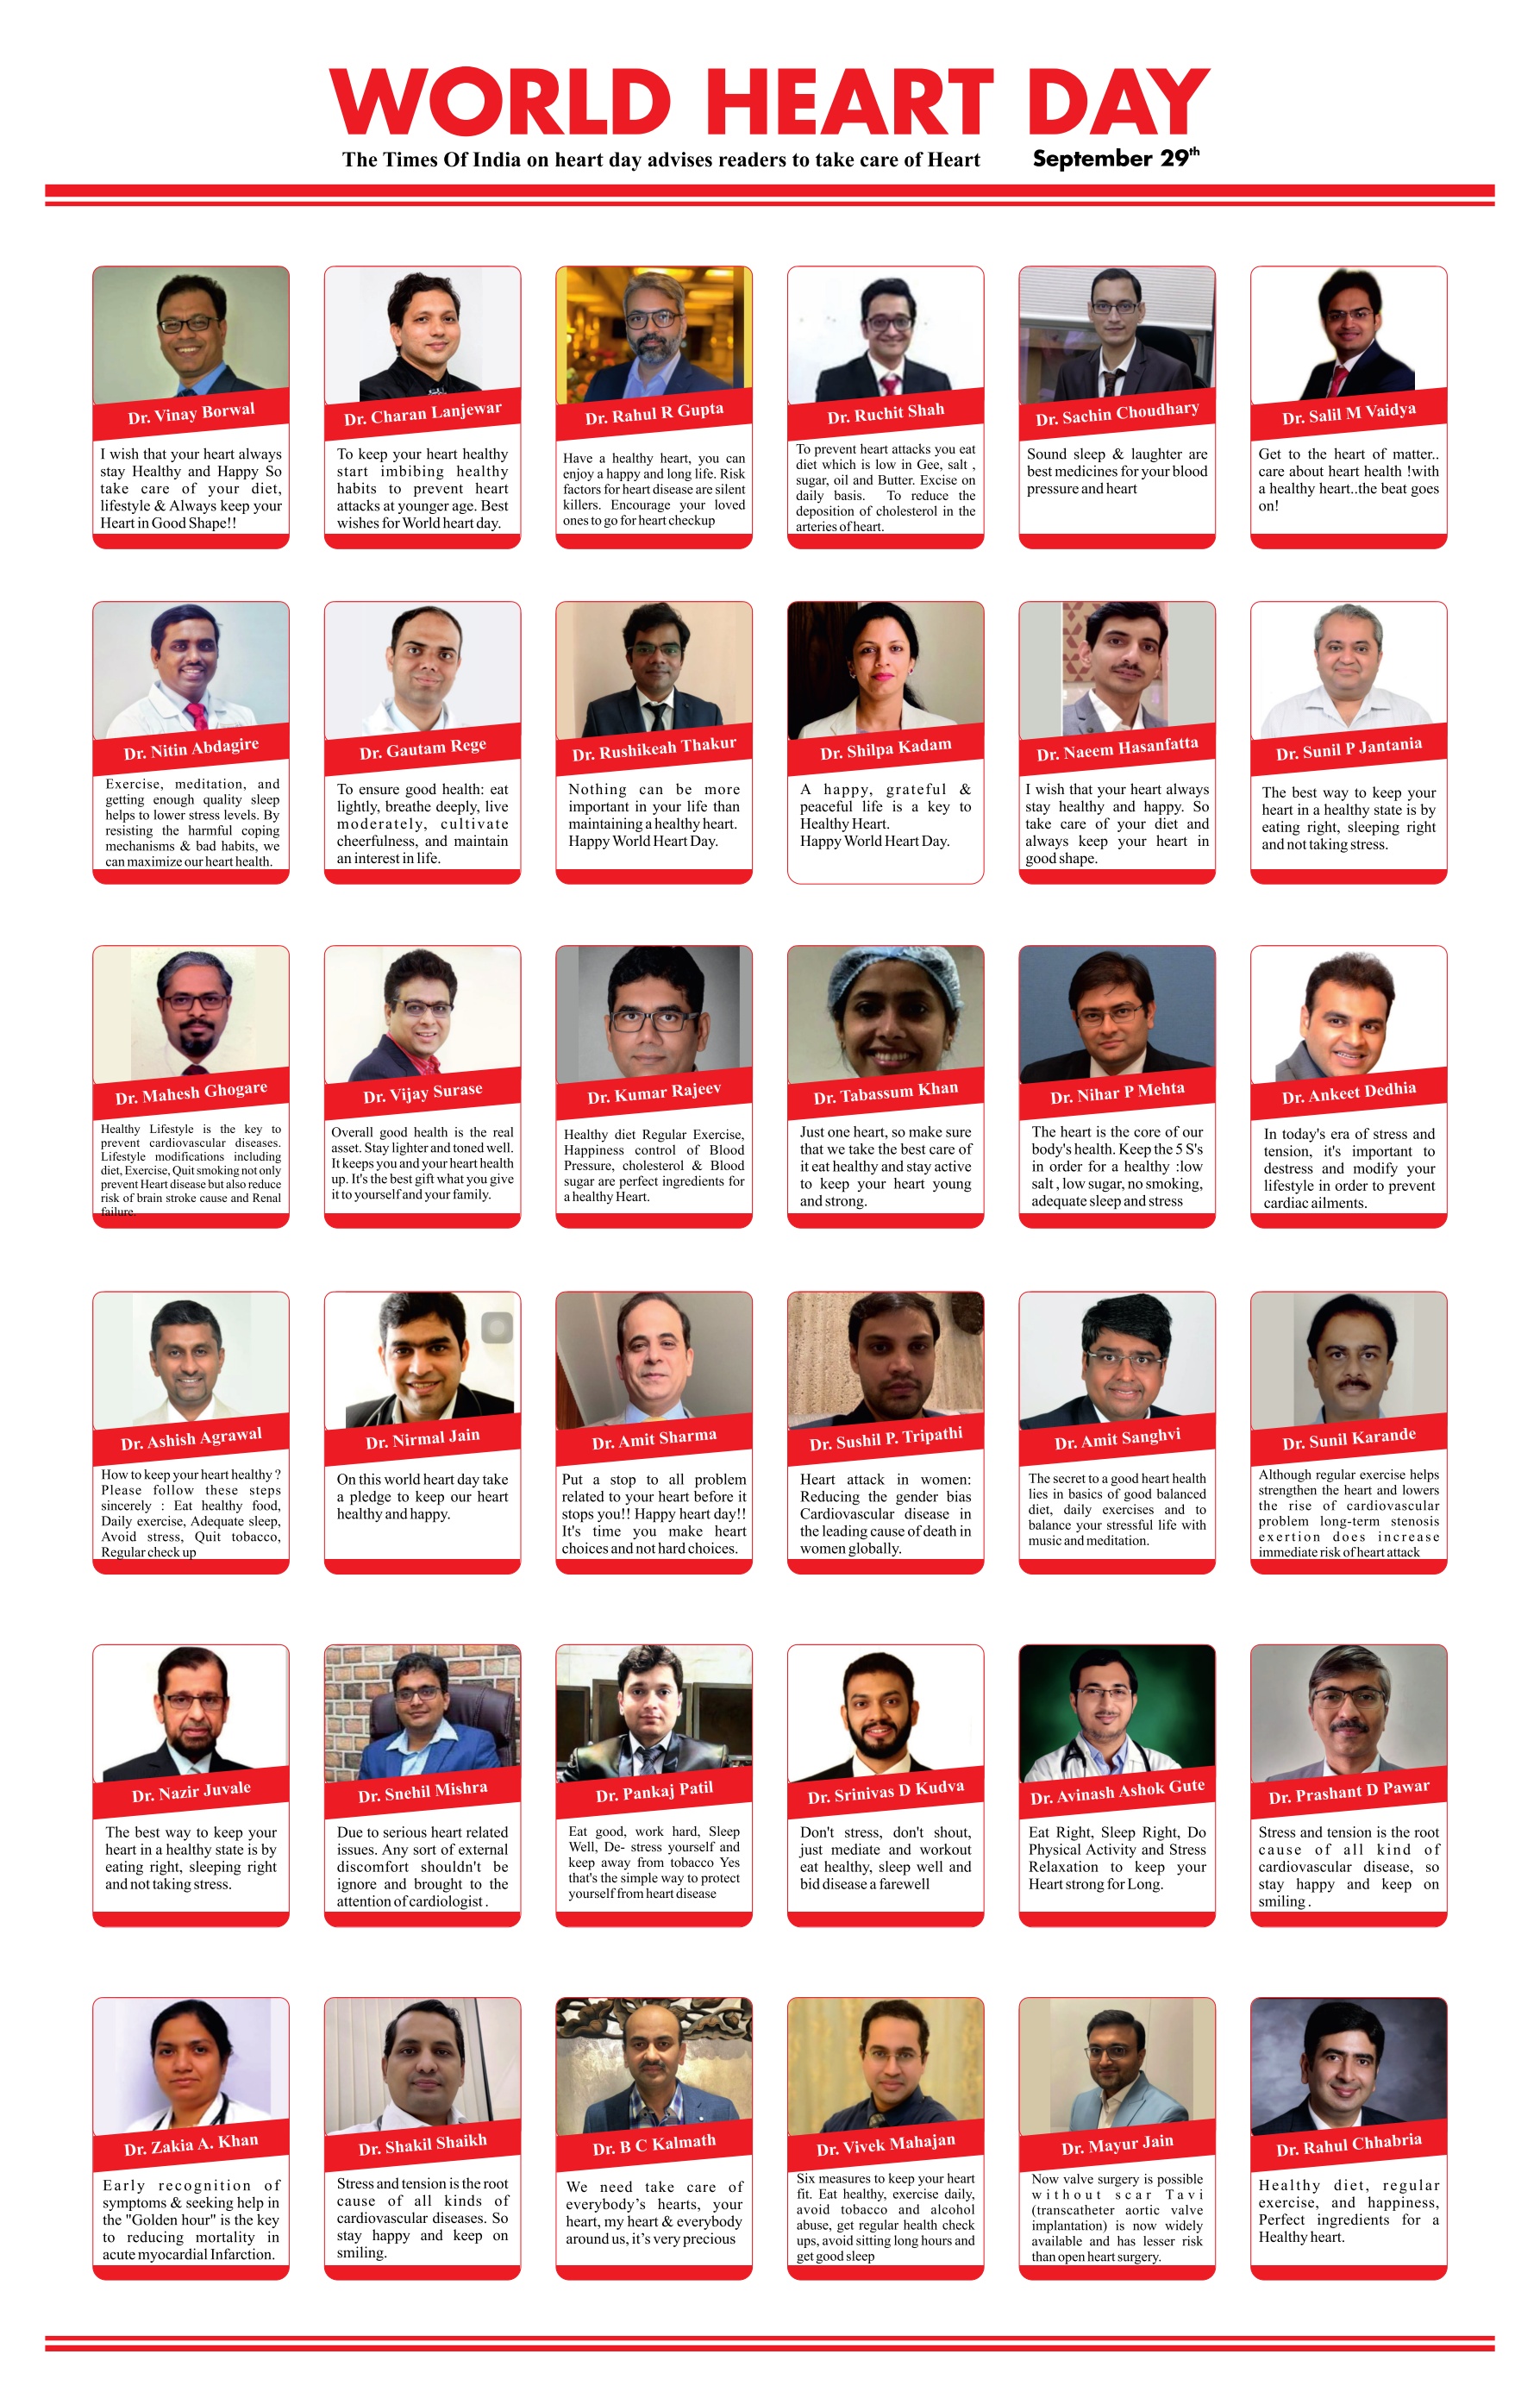 WORLD HEART DAY
The Times Of India on heart day advises readers to take care of Heart
September 29th
Dr. Vinay Borwal
I wish that your heart always
stay Healthy and Happy So
take care of your diet,
lifestyle & Always keep your
Heart in Good Shape!!
Dr. Charan Lanjewar
To keep your heart healthy
start imbibing healthy
habits to prevent heart
attacks at younger age. Best
wishes for World heart day.
Dr. Rahul R Gupta
Have a healthy heart, you can
enjoy a happy and long life. Risk
factors for heart disease are silent
killers. Encourage your loved
ones to go for heart checkup
Dr. Ruchit Shah
To prevent heart attacks you eat
diet which is low in Gee, salt ,
sugar, oil and Butter. Excise on
daily basis. To reduce the
deposition of cholesterol in the
arteries of heart.
Dr. Sachin Choudhary
Sound sleep & laughter are
best medicines for your blood
pressure and heart
Dr. Salil M Vaidya
Get to the heart of matter..
care about heart health !with
a healthy heart..the beat goes
on!
Dr. Nitin Abdagire
Exercise, meditation, and
getting enough quality sleep
helps to lower stress levels. By
resisting the harmful coping
mechanisms & bad habits, we
can maximize our heart health.
Dr. Gautam Rege
To ensure good health: eat
lightly, breathe deeply, live
moderately, cultivate
cheerfulness, and maintain
an interest in life.
Dr. Rushikeah Thakur
Nothing can be more
important in your life than
maintaining a healthy heart.
Happy World Heart Day.
Dr. Shilpa Kadam
A happy, grateful &
peaceful life is a key to
Healthy Heart.
Happy World Heart Day.
Dr. Naeem Hasanfatta
I wish that your heart always
stay healthy and happy. So
take care of your diet and
always keep your heart in
good shape.
Dr. Sunil P Jantania
The best way to keep your
heart in a healthy state is by
eating right, sleeping right
and not taking stress.
Dr. Mahesh Ghogare
Healthy Lifestyle is the key to
prevent cardiovascular diseases.
Lifestyle modifications including
diet, Exercise, Quit smoking not only
prevent Heart disease but also reduce
risk of brain stroke cause and Renal
failure.
Dr. Vijay Surase
Overall good health is the real
asset. Stay lighter and toned well.
It keeps you and your heart health
up. It's the best gift what you give
it to yourself and your family.
Dr. Kumar Rajeev
Healthy diet Regular Exercise,
Happiness control of Blood
Pressure, cholesterol & Blood
sugar are perfect ingredients for
a healthy Heart.
Dr. Tabassum Khan
Just one heart, so make sure
that we take the best care of
it eat healthy and stay active
to keep your heart young
and strong.
Dr. Nihar P Mehta
The heart is the core of our
body's health. Keep the 5 S's
in order for a healthy :low
salt , low sugar, no smoking,
adequate sleep and stress
Dr. Ankeet Dedhia
In today's era of stress and
tension, it's important to
destress and modify your
lifestyle in order to prevent
cardiac ailments.
Dr. Ashish Agrawal
How to keep your heart healthy ?
Please follow these steps
sincerely : Eat healthy food,
Daily exercise, Adequate sleep,
Avoid stress, Quit tobacco,
Regular check up
Dr. Nirmal Jain
On this world heart day take
a pledge to keep our heart
healthy and happy.
Dr. Amit Sharma
Put a stop to all problem
related to your heart before it
stops you!! Happy heart day!!
It's time you make heart
choices and not hard choices.
Dr. Sushil P. Tripathi
Heart attack in women:
Reducing the gender bias
Cardiovascular disease in
the leading cause of death in
women globally.
Dr. Amit Sanghvi
The secret to a good heart health
lies in basics of good balanced
diet, daily exercises and to
balance your stressful life with
music and meditation.
Dr. Sunil Karande
Although regular exercise helps
strengthen the heart and lowers
the rise of cardiovascular
problem long-term stenosis
exertion does increase
immediate risk of heart attack
Dr. Nazir Juvale
The best way to keep your
heart in a healthy state is by
eating right, sleeping right
and not taking stress.
Dr. Snehil Mishra
Due to serious heart related
issues. Any sort of external
discomfort shouldn't be
ignore and brought to the
attention of cardiologist .
Dr. Pankaj Patil
Eat good, work hard, Sleep
Well, De- stress yourself and
keep away from tobacco Yes
that's the simple way to protect
yourself from heart disease
Dr. Srinivas D Kudva
Don't stress, don't shout,
just mediate and workout
eat healthy, sleep well and
bid disease a farewell
Dr. Avinash Ashok Gute
Eat Right, Sleep Right, Do
Physical Activity and Stress
Relaxation to keep your
Heart strong for Long.
Dr. Prashant D Pawar
Stress and tension is the root
cause of all kind of
cardiovascular disease, so
stay happy and keep on
smiling .
Dr. Zakia A. Khan
Early recognition of
symptoms & seeking help in
the "Golden hour" is the key
to reducing mortality in
acute myocardial Infarction.
Dr. Shakil Shaikh
Stress and tension is the root
cause of all kinds of
cardiovascular diseases. So
stay happy and keep on
smiling.
Dr. B C Kalmath
We need take care of
everybody’s hearts, your
heart, my heart & everybody
around us, it’s very precious
Dr. Vivek Mahajan
Six measures to keep your heart
fit. Eat healthy, exercise daily,
avoid tobacco and alcohol
abuse, get regular health check
ups, avoid sitting long hours and
get good sleep
Dr. Mayur Jain
Now valve surgery is possible
without scar Tavi
(transcatheter aortic valve
implantation) is now widely
available and has lesser risk
than open heart surgery.
Dr. Rahul Chhabria
Healthy diet, regular
exercise, and happiness,
Perfect ingredients for a
Healthy heart.